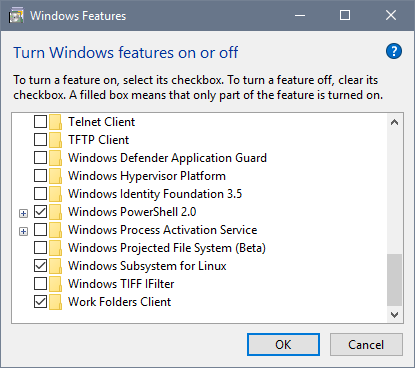 Windows Features
Turn Windows features on or off
To turn a feature on, select its checkbox. To turn a feature off, clear its
checkbox. A filled box means that only part of the feature is turned on.
Telnet Client
TFTP Client
Windows Defender Application Guard
Windows Hypervisor Platform
Windows Identity Foundation 3.5
Windows PowerShell 2.0
Windows Process Activation Service
Windows Projected File System (Beta)
Windows Subsystem for Linux
Windows TIFF IFilter
Work Folders Client
OK
Cancel